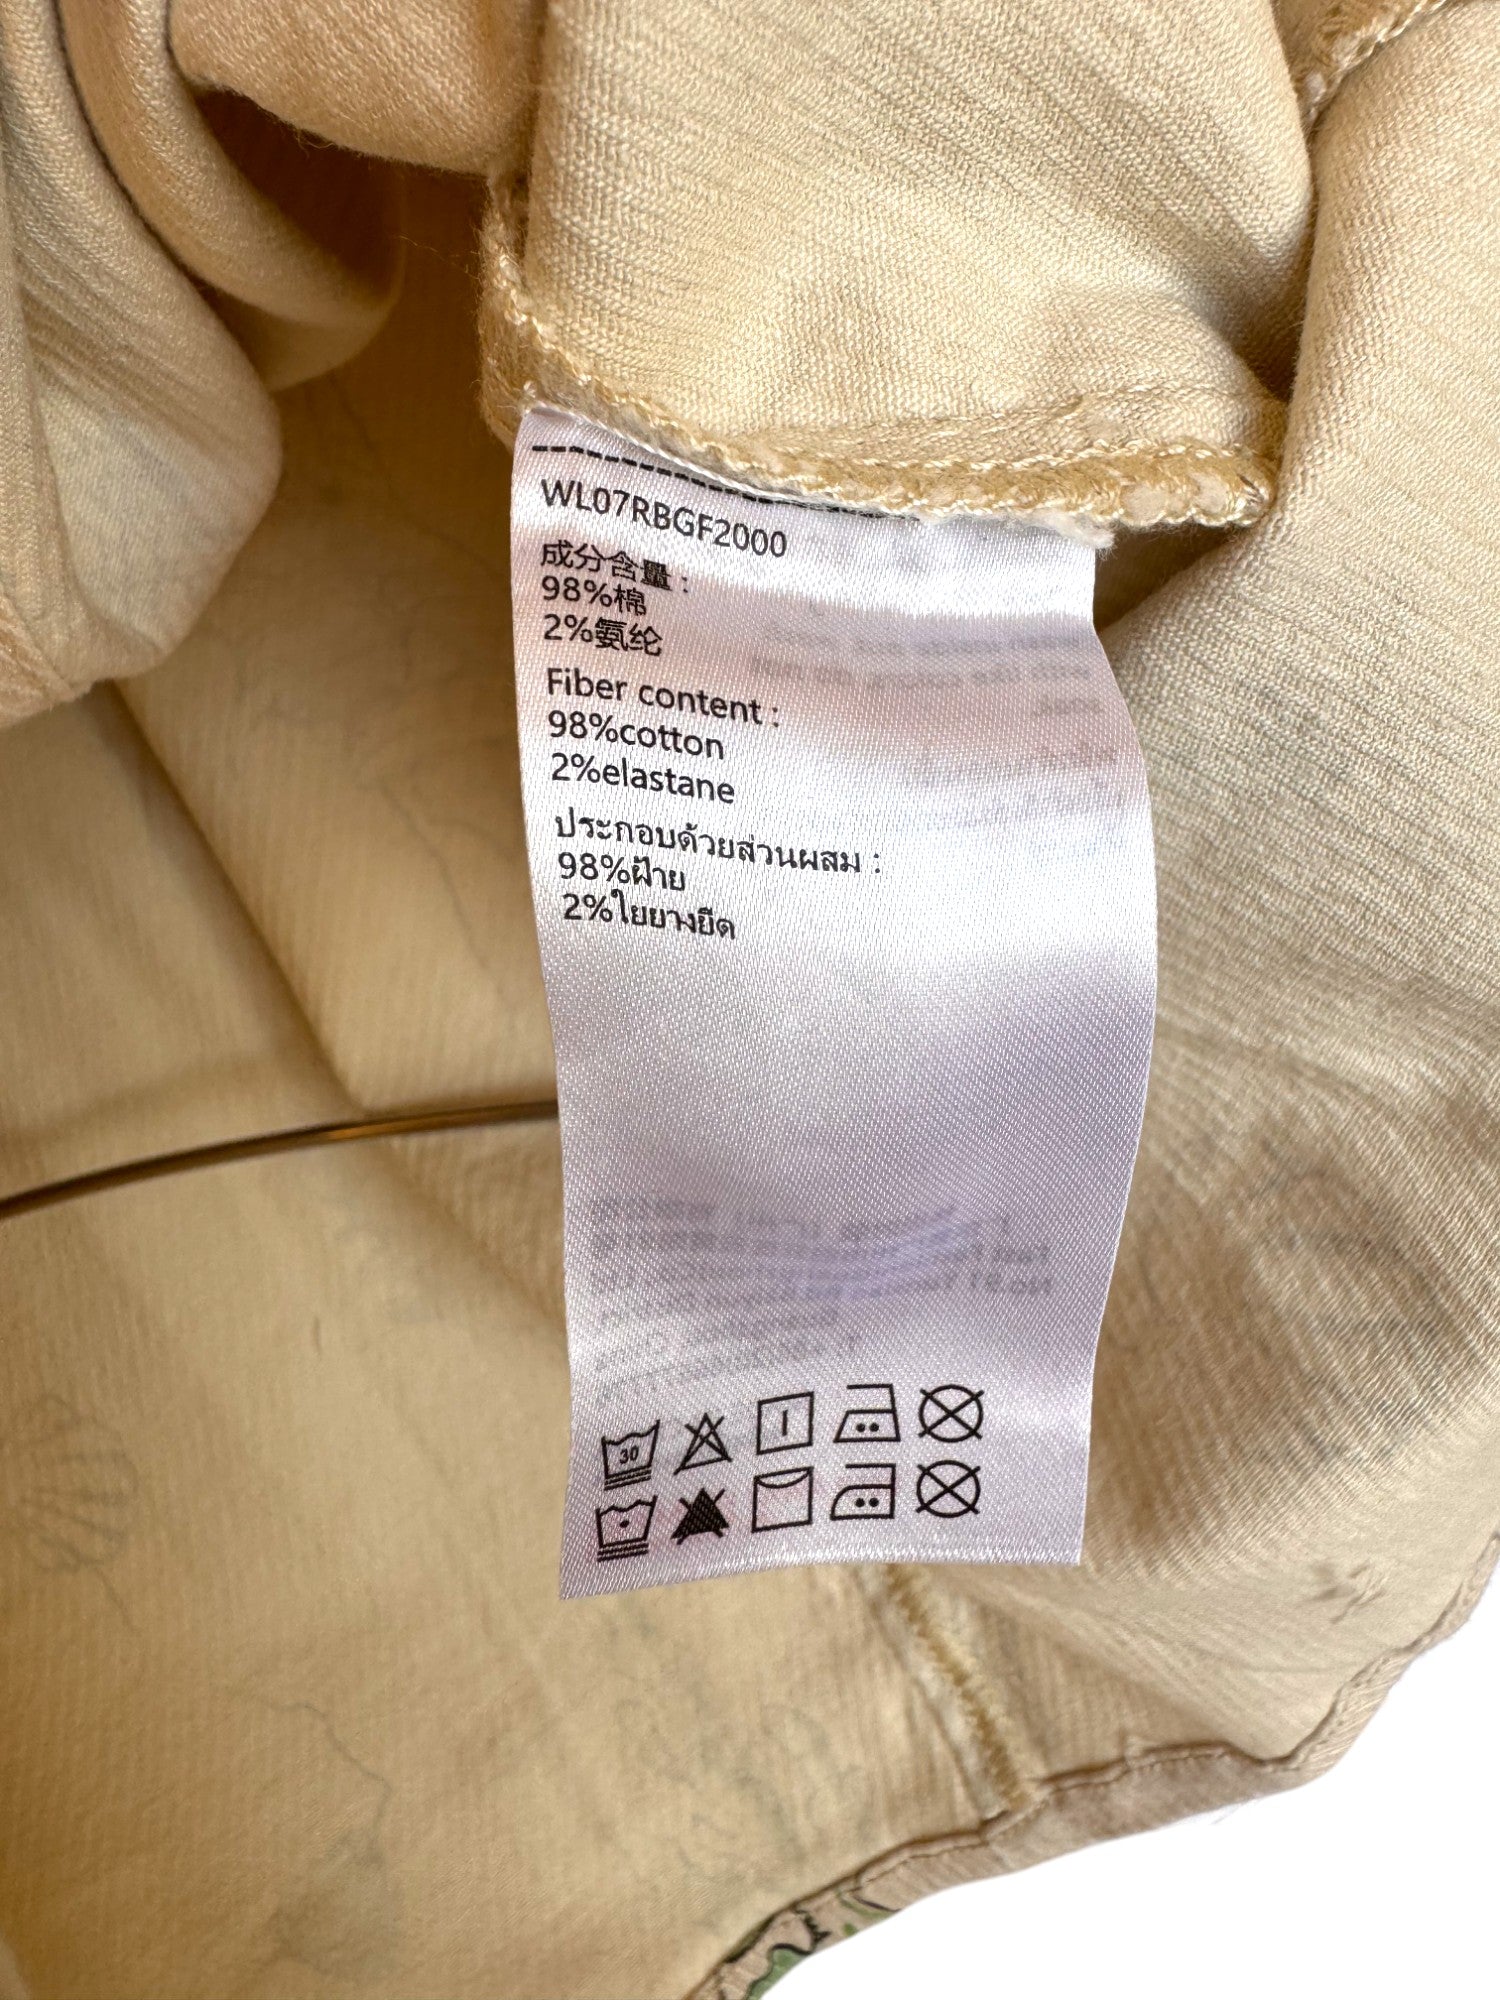 WL07RBGF2000
成分含量：
98%棉
2%氨纶
Fiber content :
98%cotton
2%elastane
ประกอบด้วยส่วนผสม :
98%ฝ้าย
2%ใยยางยืด
30